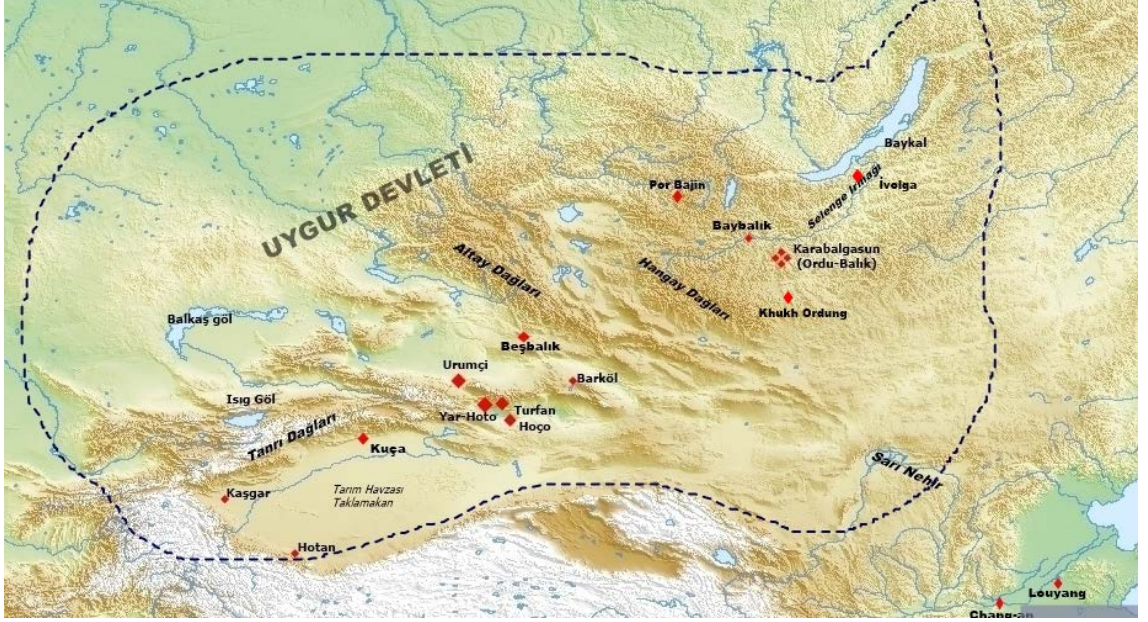 UYGUR DEVLETİ
Baykal
İvolga
Selenge Irmağı
Por Bajin
Baybalık
Karabalgasun
(Ordu-Balık)
Altay Dağları
Hangay Dağları
Khukh Ordung
Balkaş göl
Beşbalık
Urumçi
Barköl
Isıg Göl
Yar-Hoto
Turfan
Hoço
Tanrı Dağları
Kuça
Sarı Nehir
Kaşgar
Tarım Havzası
Taklamakan
Hotan
Louyang
Chang-an